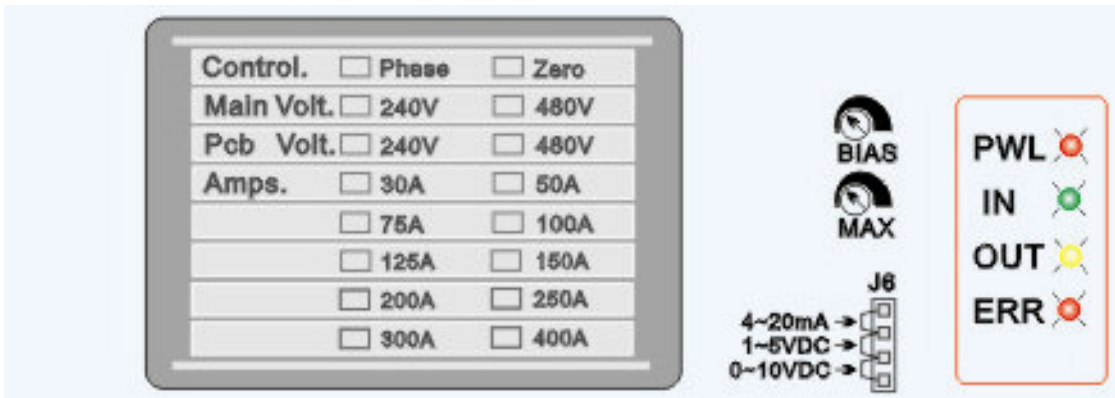 Control. Phase Zero
Main Volt. 240V 480V
Pcb Volt. 240V 480V
Amps. 30A 50A
75A 100A
125A 150A
200A 250A
300A 400A
BIAS
MAX
J6
4~20mA
1~5VDC
0~10VDC
PWL
IN
OUT
ERR